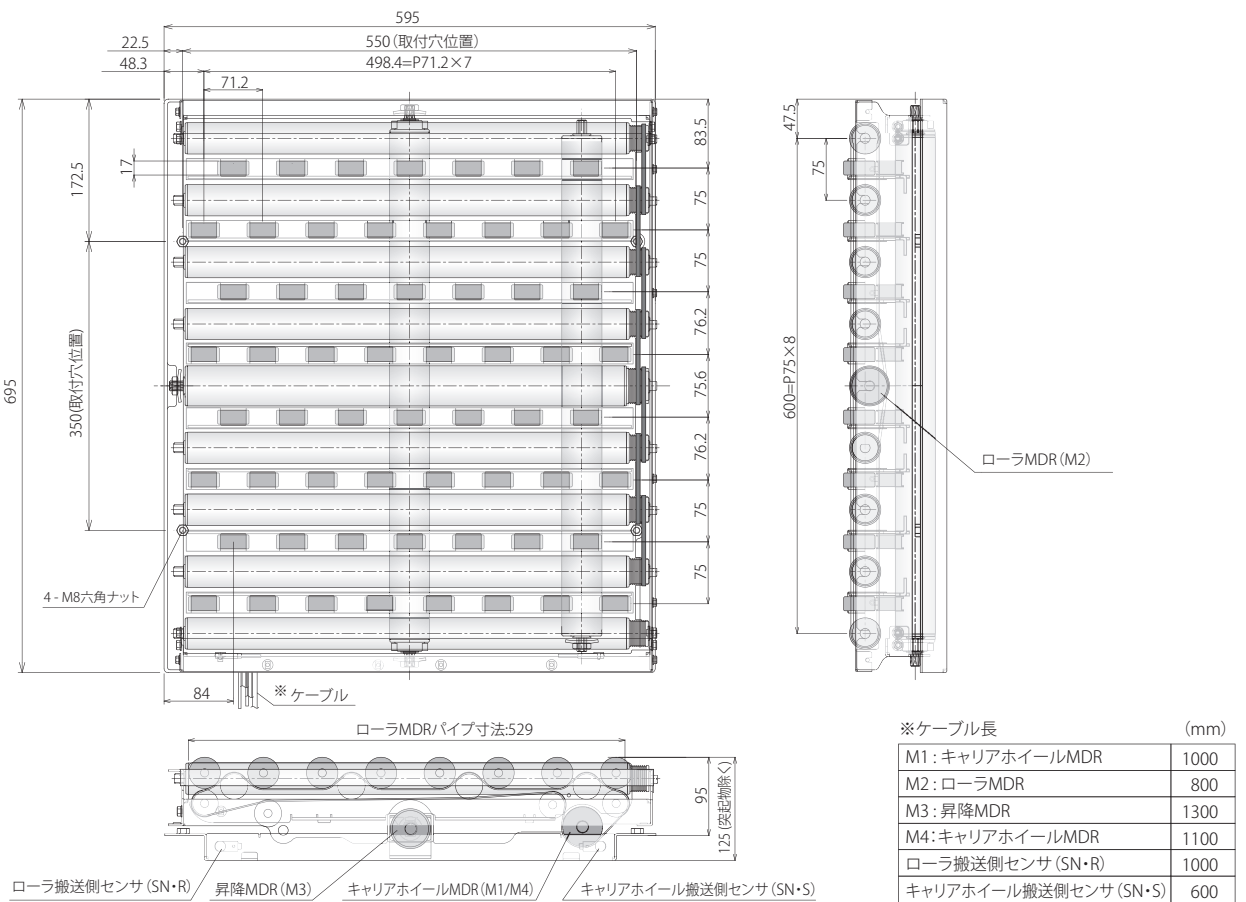 595
22.5
550(取付穴位置)
48.3
498.4=P71.2×7
71.2
695
172.5
17
350(取付穴位置)
83.5
75
75
76.2
75.6
76.2
75
75
47.5
75
600=P75×8
ローラMDR(M2)
4 - M8六角ナット
84
※ ケーブル
ローラMDRパイプ寸法:529
95
125(突起物除く)
ローラ搬送側センサ(SN・R)
昇降MDR(M3)
キャリアホイールMDR(M1/M4)
キャリアホイール搬送側センサ(SN・S)
※ケーブル長 (mm)
M1：キャリアホイールMDR 1000
M2：ローラMDR 800
M3：昇降MDR 1300
M4：キャリアホイールMDR 1100
ローラ搬送側センサ(SN・R) 1000
キャリアホイール搬送側センサ(SN・S) 600